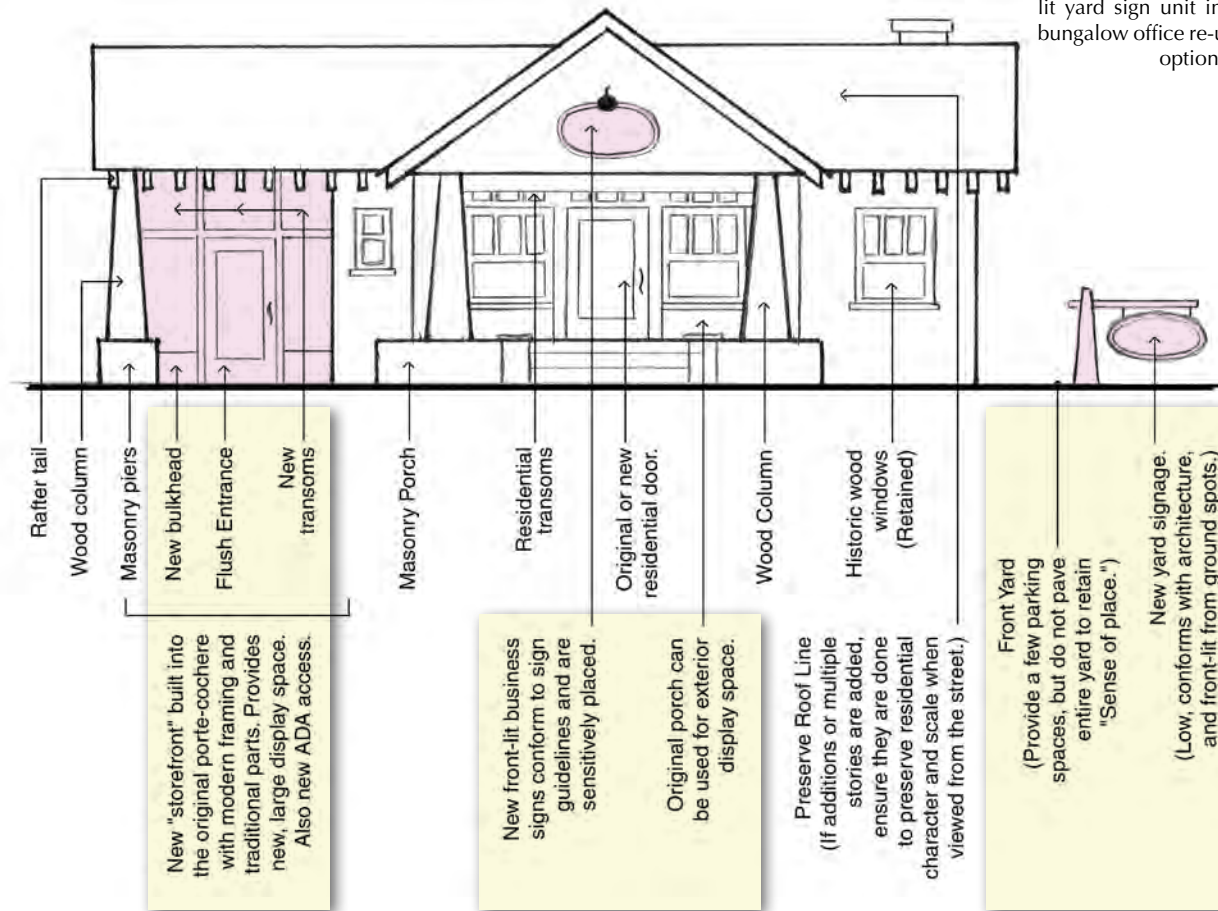 lit yard sign unit in
bungalow office re-u
option
Rafter tail
Wood column
Masonry piers
New bulkhead
Flush Entrance
New
transoms
New "storefront" built into
the original porte-cochere
with modern framing and
traditional parts. Provides
new, large display space.
Also new ADA access.
Masonry Porch
Residential
transoms
New front-lit business
signs conform to sign
guidelines and are
sensitively placed.
Original or new
residential door.
Original porch can
be used for exterior
display space.
Wood Column
Historic wood
windows
(Retained)
Preserve Roof Line
(If additions or multiple
stories are added,
ensure they are done
to preserve residential
character and scale when
viewed from the street.)
Front Yard
(Provide a few parking
spaces, but do not pave
entire yard to retain
"Sense of place.")
New yard signage.
(Low, conforms with architecture,
and front-lit from ground spots.)